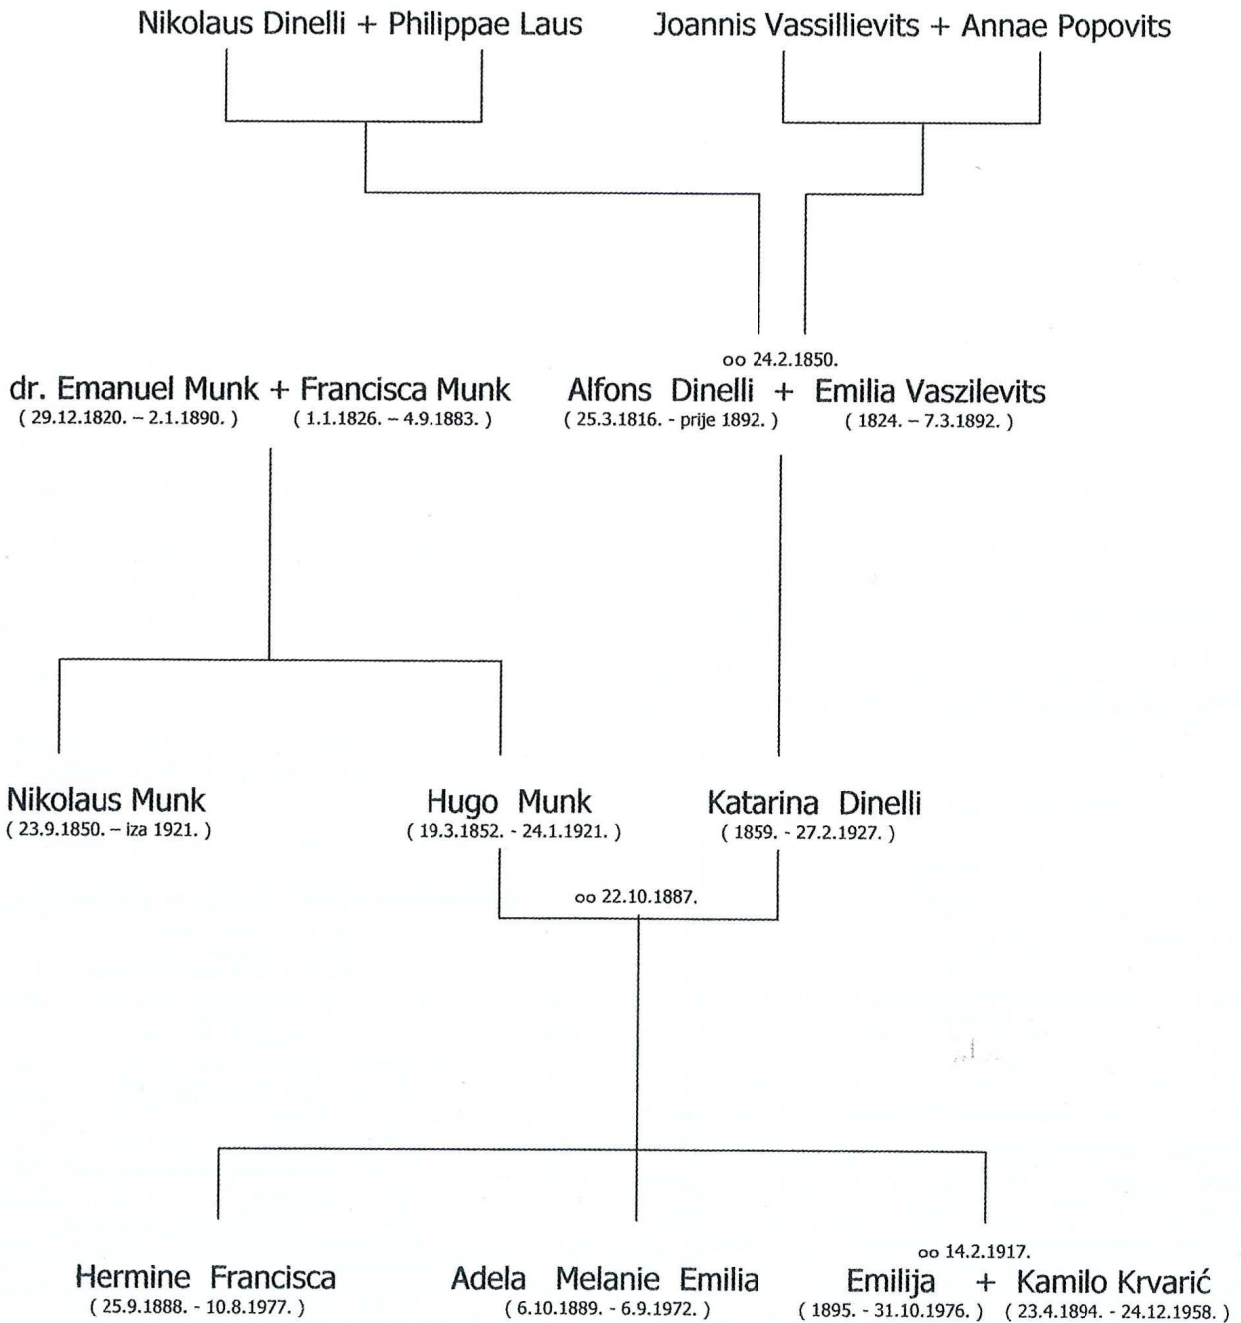 Nikolaus Dinelli + Philippae Laus Joannis Vassillievits + Annae Popovits
oo 24.2.1850.
dr. Emanuel Munk + Francisca Munk Alfons Dinelli + Emilia Vaszilevits
( 29.12.1820. – 2.1.1890. ) ( 1.1.1826. – 4.9.1883. ) ( 25.3.1816. - prije 1892. ) ( 1824. – 7.3.1892. )
Nikolaus Munk Hugo Munk Katarina Dinelli
( 23.9.1850. – iza 1921. ) ( 19.3.1852. - 24.1.1921. ) ( 1859. - 27.2.1927. )
oo 22.10.1887.
oo 14.2.1917.
Hermine Francisca Adela Melanie Emilia Emilija + Kamilo Krvarić
( 25.9.1888. - 10.8.1977. ) ( 6.10.1889. - 6.9.1972. ) ( 1895. - 31.10.1976. ) ( 23.4.1894. - 24.12.1958. )